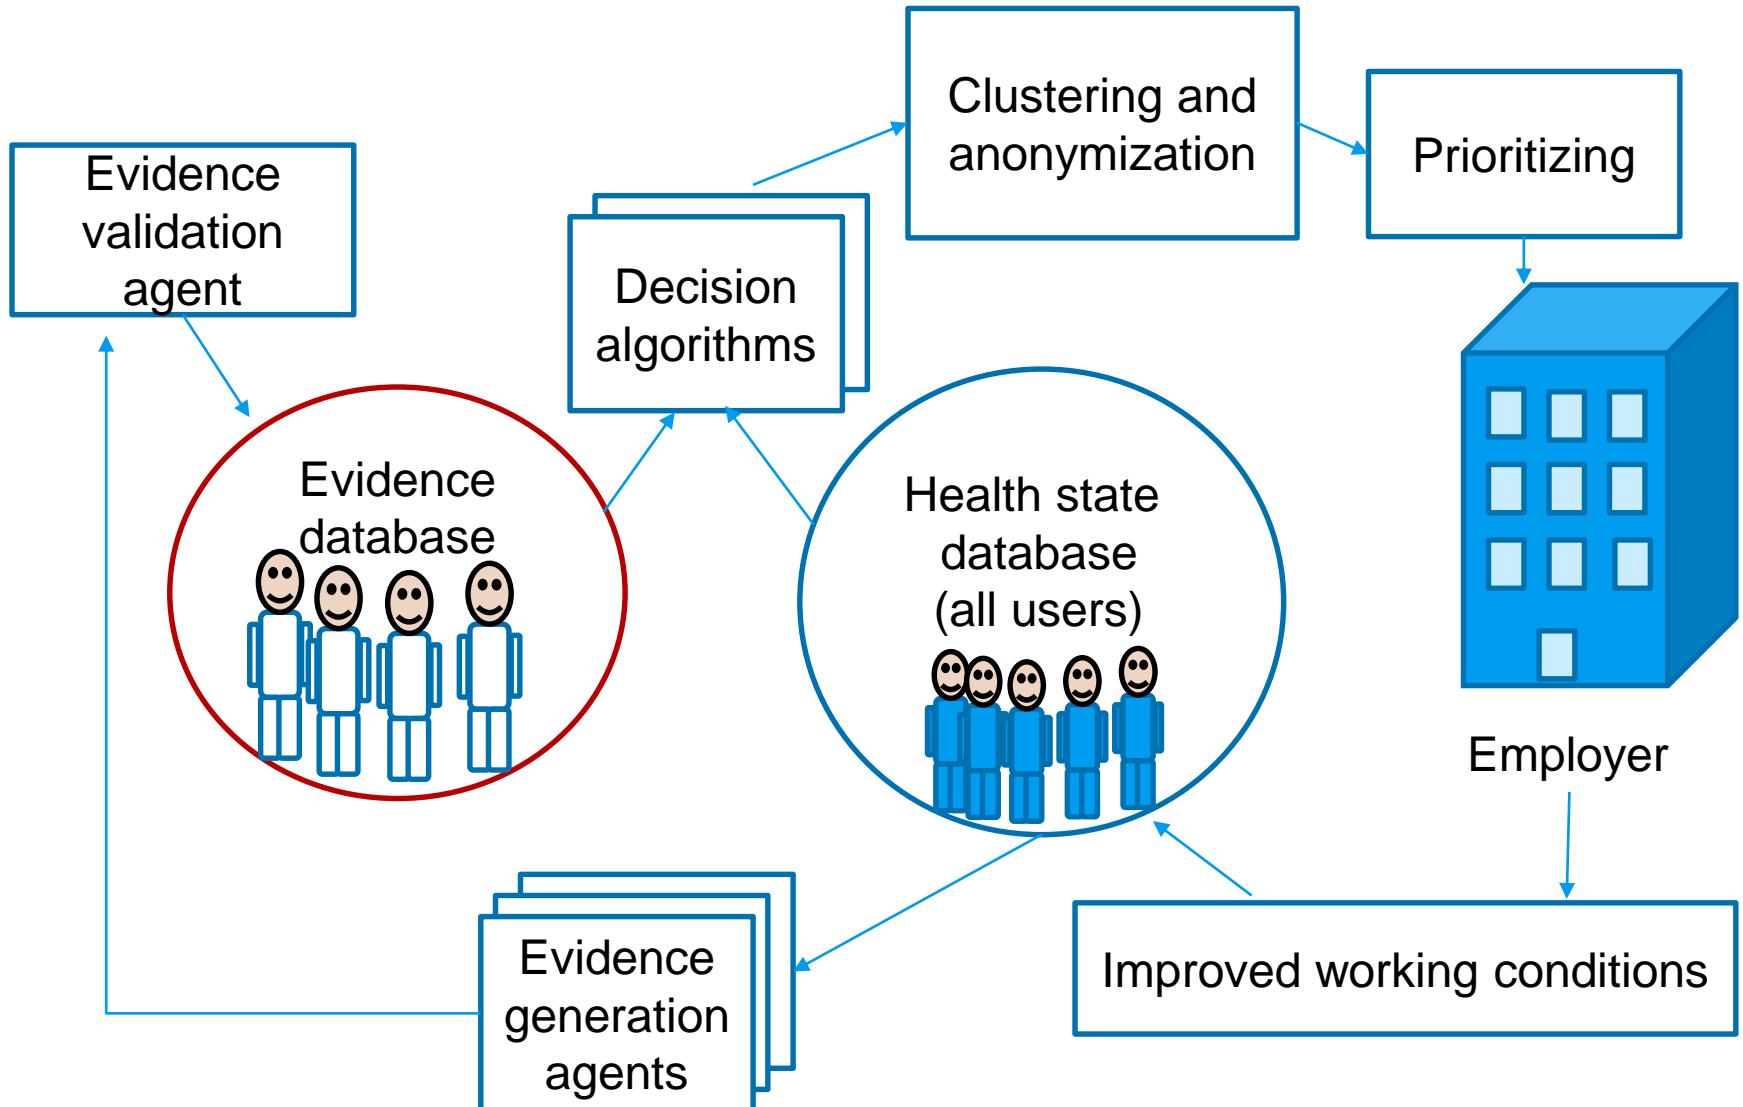 Clustering and
anonymization
Prioritizing
Evidence
validation
agent
Decision
algorithms
Evidence
database
Health state
database
(all users)
Employer
Evidence
generation
agents
Improved working conditions